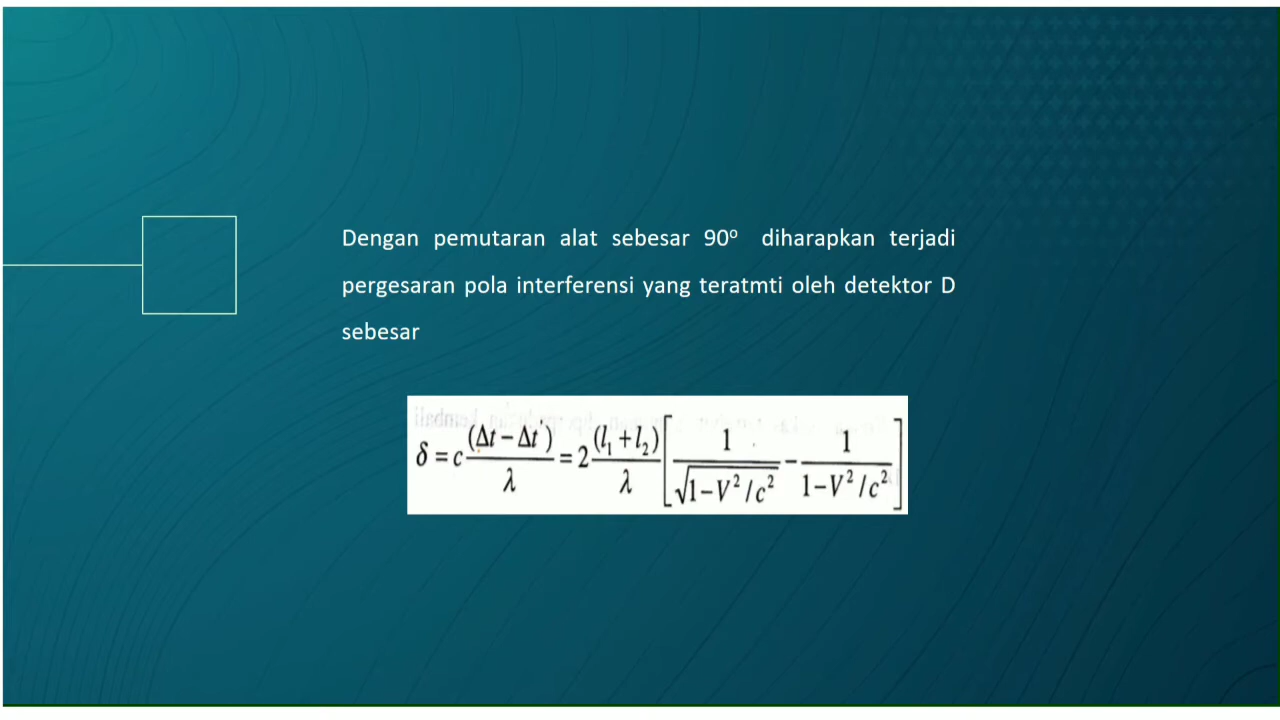 Dengan pemutaran alat sebesar 90º diharapkan terjadi
pergesaran pola interferensi yang teratmti oleh detektor D
sebesar
δ = c (Δt − Δt') / λ = 2 (l₁ + l₂) / λ [ 1 / √(1−V²/c²) − 1 / (1−V²/c²) ]